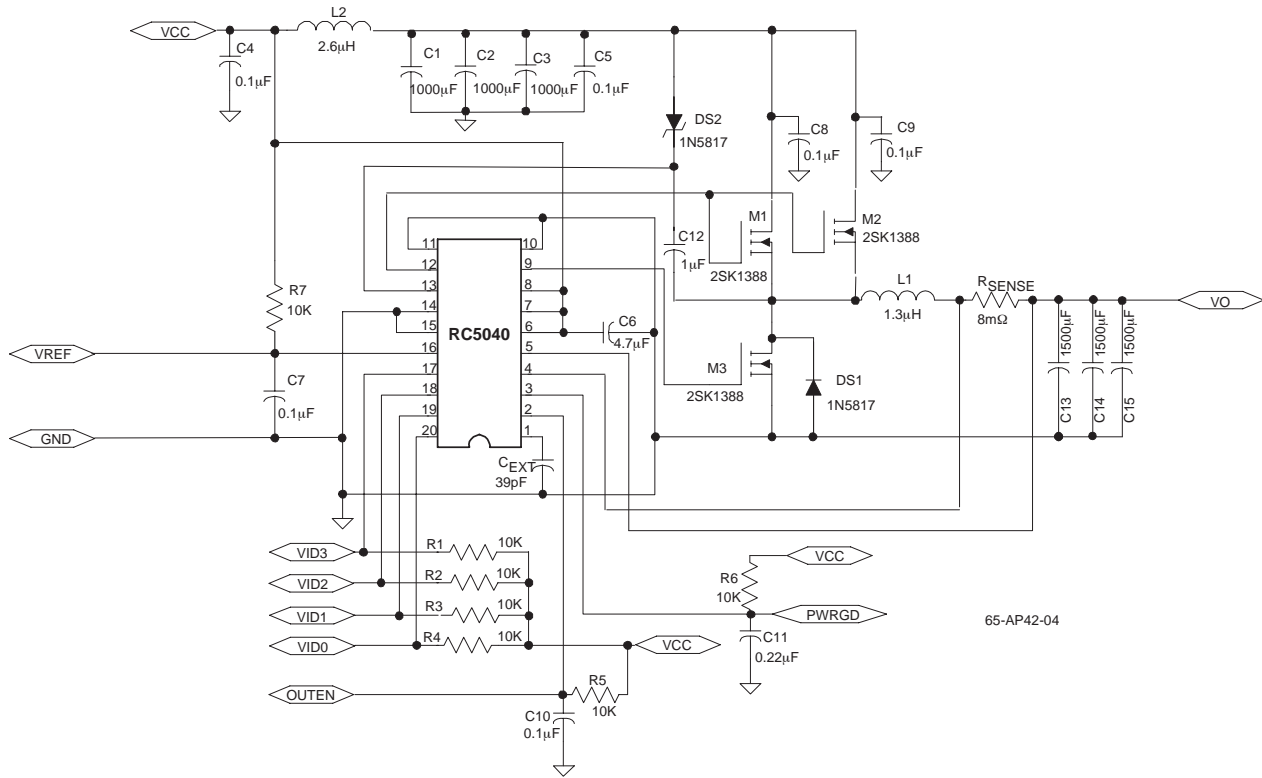 VCC
L2
2.6µH
C4
0.1µF
C1
1000µF
C2
1000µF
C3
1000µF
C5
0.1µF
DS2
1N5817
C8
0.1µF
C9
0.1µF
M1
2SK1388
M2
2SK1388
C12
1µF
11
12
13
14
15
16
17
18
19
20
RC5040
10
9
8
7
6
5
4
3
2
1
R7
10K
C6
4.7µF
L1
1.3µH
RSENSE
8mΩ
VO
1500µF
1500µF
1500µF
C13
C14
C15
M3
2SK1388
DS1
1N5817
VREF
C7
0.1µF
GND
CEXT
39pF
VID3
R1
10K
VID2
R2
10K
VID1
R3
10K
VID0
R4
10K
VCC
OUTEN
R5
10K
C10
0.1µF
VCC
R6
10K
PWRGD
C11
0.22µF
65-AP42-04